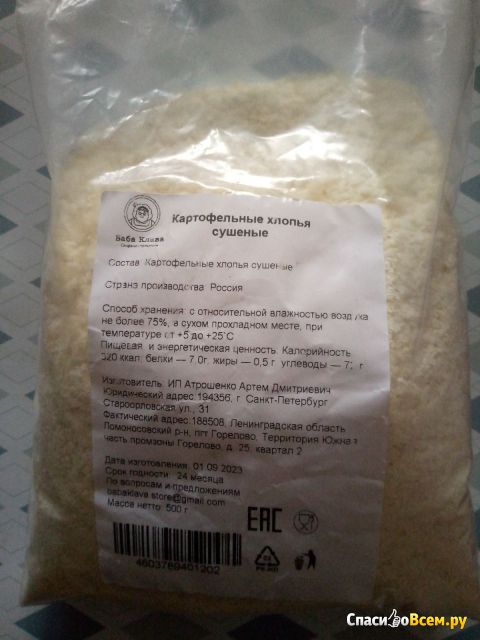 Баба Клава
Картофельные хлопья
сушеные
Состав: Картофельные хлопья сушеные
Страна производства: Россия
Способ хранения: с относительной влажностью воздуха
не более 75%, в сухом прохладном месте, при
температуре от +5 до +25°С
Пищевая и энергетическая ценность: Калорийность
320 ккал, белки — 7,0г, жиры — 0,5 г углеводы — г
Изготовитель: ИП Атрошенко Артем Дмитриевич
Юридический адрес:194356, г. Санкт-Петербург
Староорловская ул., 31
Фактический адрес:188508, Ленинградская область
Ломоносовский р-н, пгт Горелово, Территория Южная
часть промзоны Горелово, д. 25, квартал 2
Дата изготовления: 01.09.2023
Срок годности: 24 месяца
По вопросам и предложениям
babaklava.store@gmail.com
Масса нетто: 500 г
EAC
4603789401202
СпасибоВсем.ру